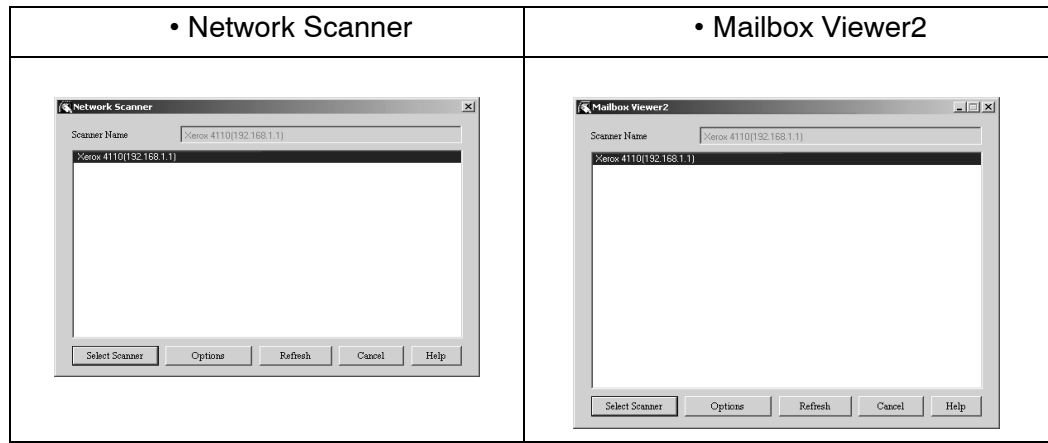 • Network Scanner
• Mailbox Viewer2
Network Scanner
Scanner Name Xerox 4110(192.168.1.1)
Xerox 4110(192.168.1.1)
Select Scanner Options Refresh Cancel Help
Mailbox Viewer2
Scanner Name Xerox 4110(192.168.1.1)
Xerox 4110(192.168.1.1)
Select Scanner Options Refresh Cancel Help